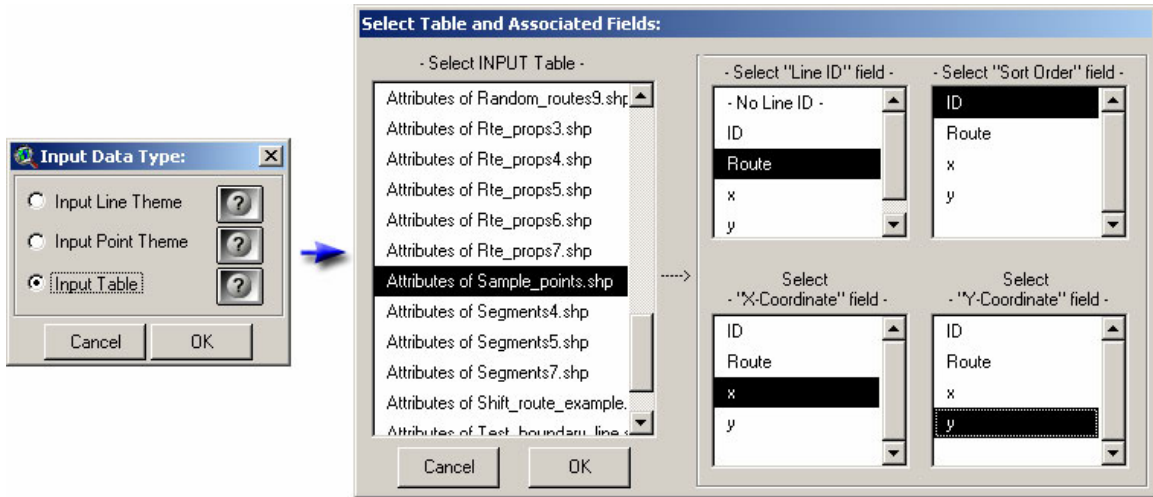 Input Data Type:
Input Line Theme
?
Input Point Theme
?
Input Table
?
Cancel
OK
Select Table and Associated Fields:
- Select INPUT Table -
Attributes of Random_routes9.shp
Attributes of Rte_props3.shp
Attributes of Rte_props4.shp
Attributes of Rte_props5.shp
Attributes of Rte_props6.shp
Attributes of Rte_props7.shp
Attributes of Sample_points.shp
Attributes of Segments4.shp
Attributes of Segments5.shp
Attributes of Segments7.shp
Attributes of Shift_route_example.
Attributes of Test_boundary_line.s
Cancel
OK
---->
- Select "Line ID" field -
- No Line ID -
ID
Route
x
y
- Select "Sort Order" field -
ID
Route
x
y
Select
- "X-Coordinate" field -
ID
Route
x
y
Select
- "Y-Coordinate" field -
ID
Route
x
y